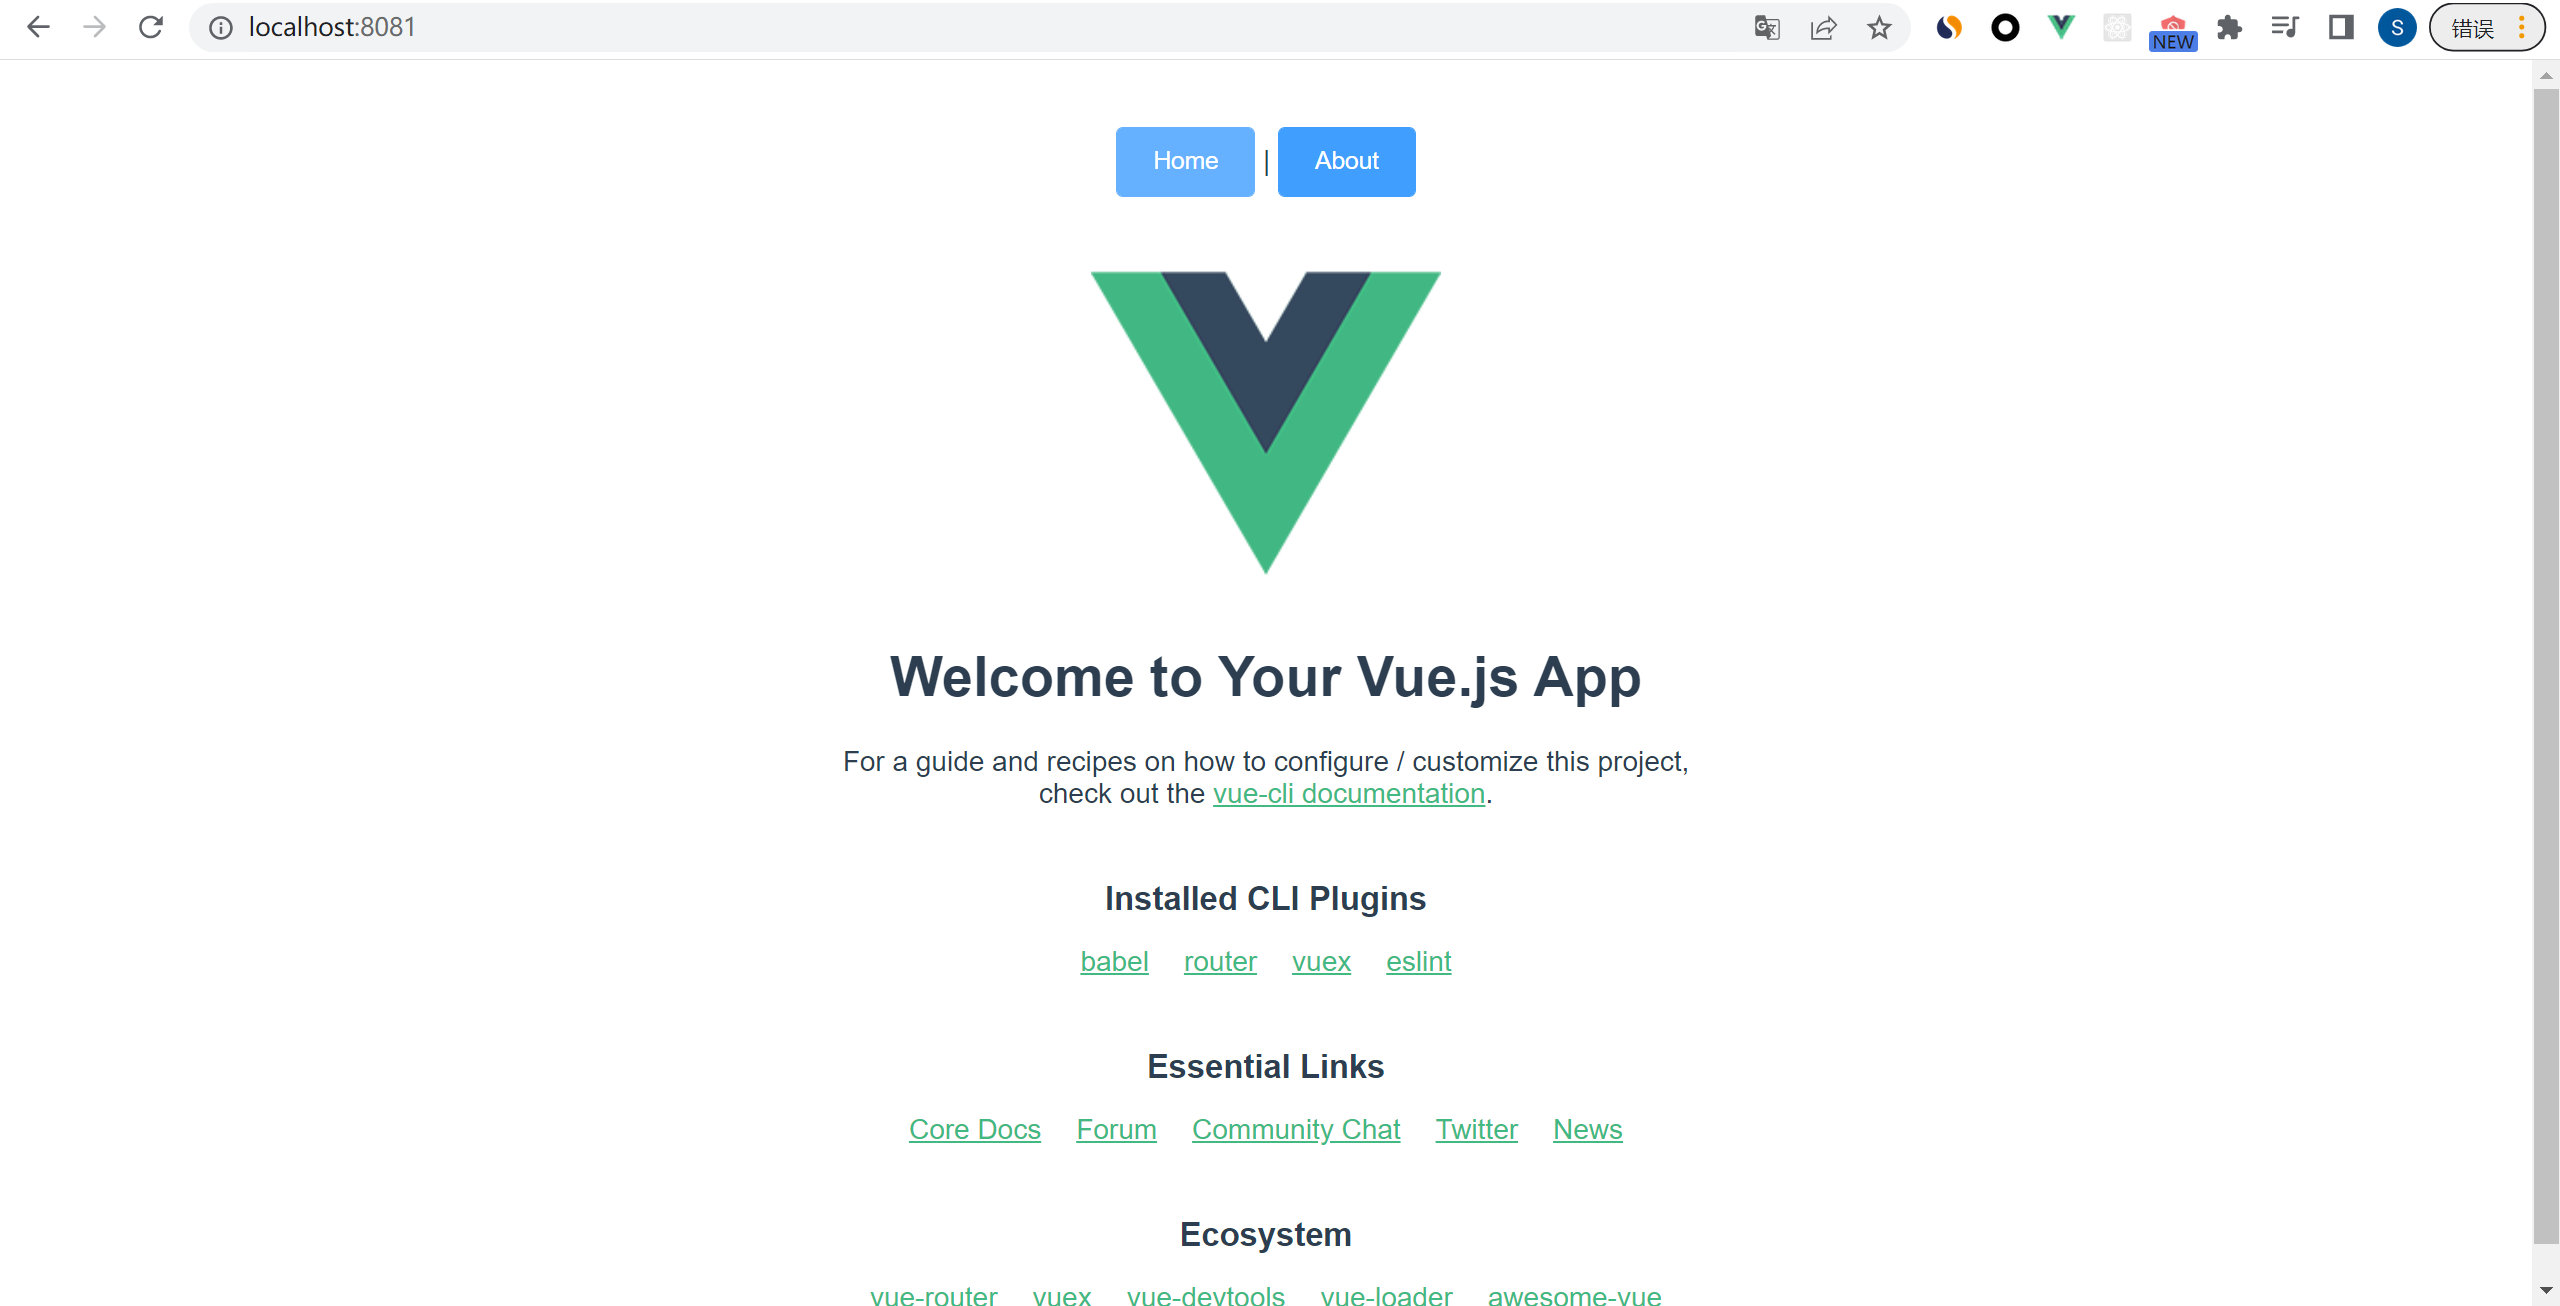 localhost:8081
NEW
S
错误
Home | About
Welcome to Your Vue.js App
For a guide and recipes on how to configure / customize this project,
check out the vue-cli documentation.
Installed CLI Plugins
babel router vuex eslint
Essential Links
Core Docs Forum Community Chat Twitter News
Ecosystem
vue-router vuex vue-devtools vue-loader awesome-vue